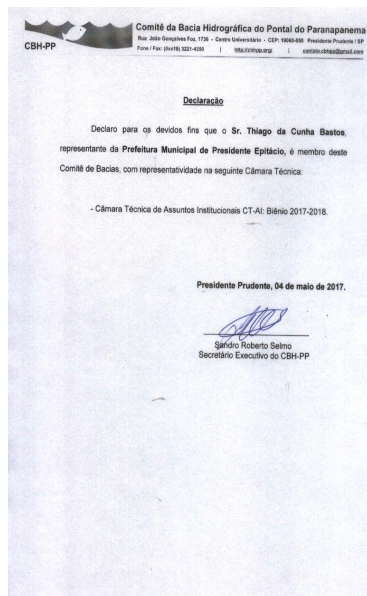 Comitê da Bacia Hidrográfica do Pontal do Paranapanema
Rua João Gonçalves Foz, 1736 - Centro Universitário - CEP: 19060-050 Presidente Prudente / SP
Fone / Fax: (0xx18) 3221-4350 | http://cbhpp.org/ | contato.cbhpp@gmail.com
CBH-PP
Declaração
Declaro para os devidos fins que o Sr. Thiago da Cunha Bastos,
representante da Prefeitura Municipal de Presidente Epitácio, é membro deste
Comitê de Bacias, com representatividade na seguinte Câmara Técnica:
- Câmara Técnica de Assuntos Institucionais CT-AI: Biênio 2017-2018.
Presidente Prudente, 04 de maio de 2017.
Sandro Roberto Selmo
Secretário Executivo do CBH-PP